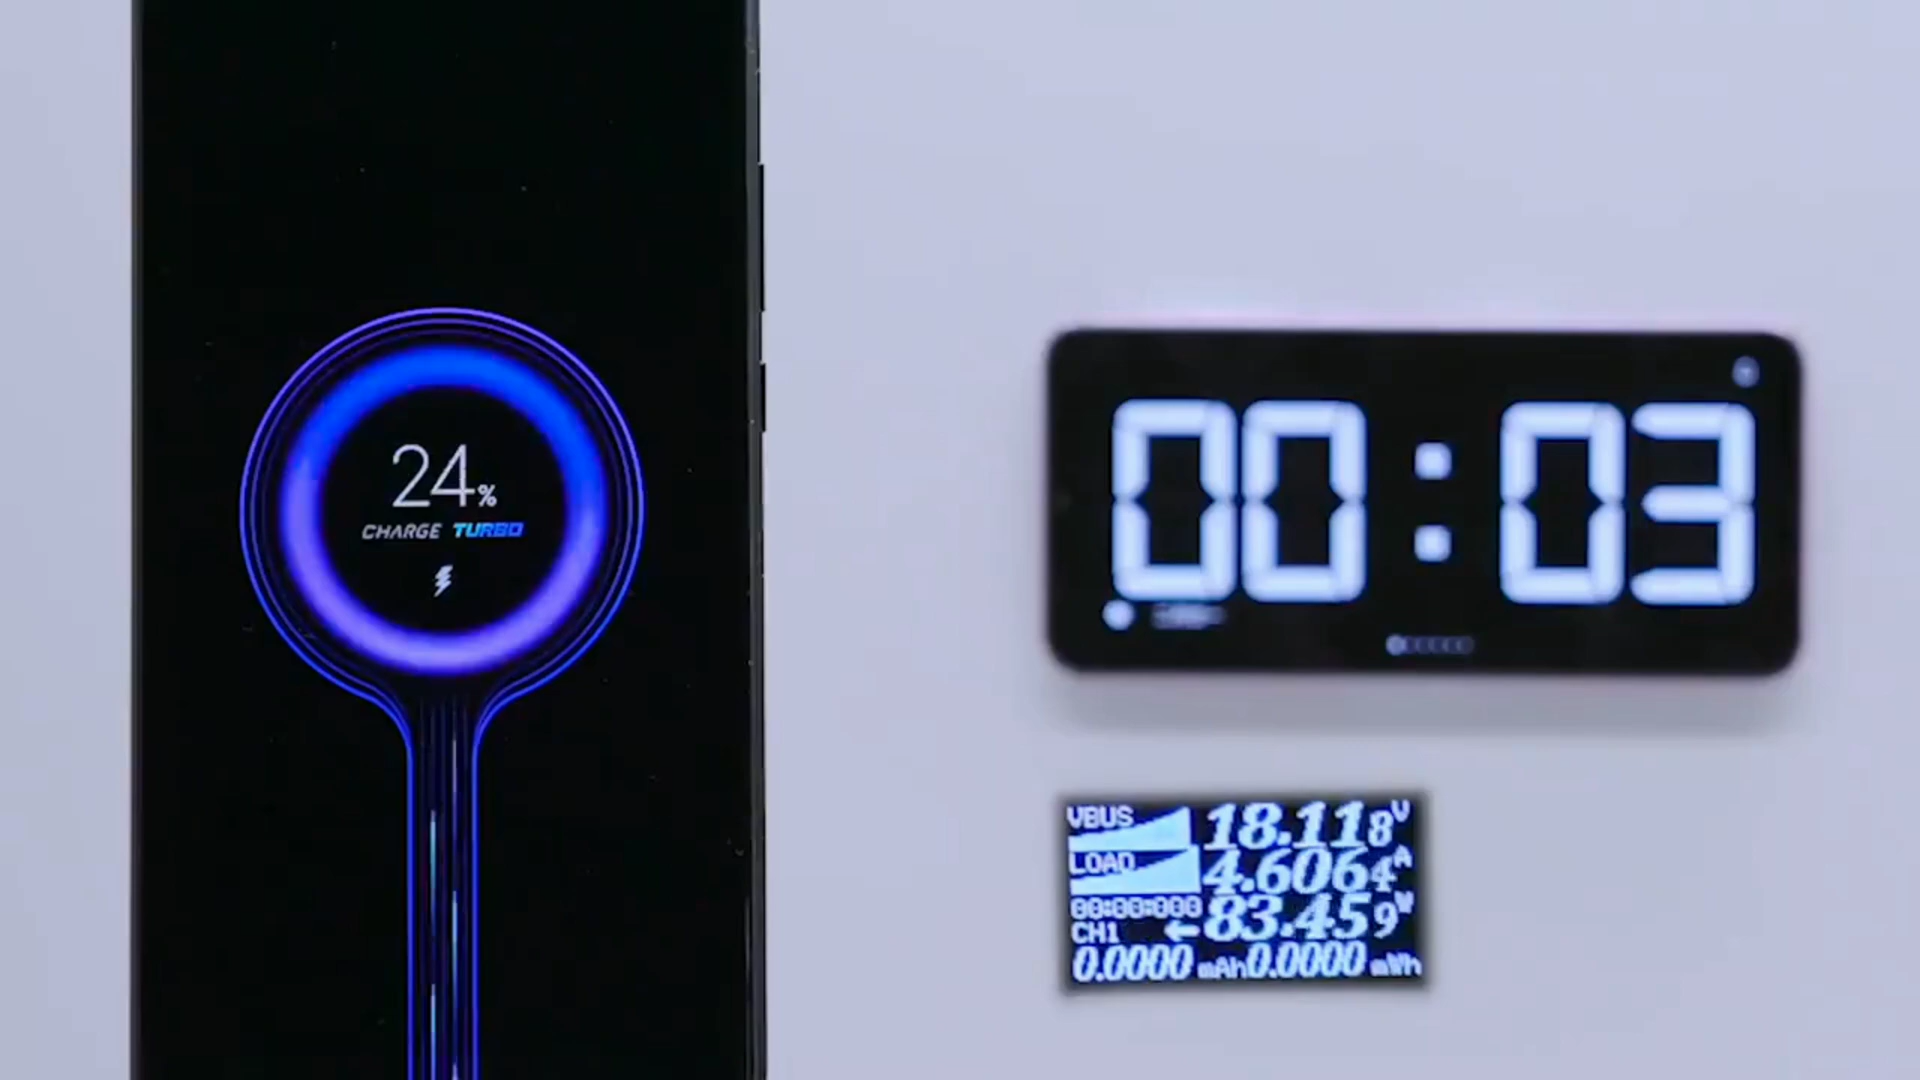 24%
CHARGE TURBO
00:03
VBUS 18.118V
LOAD 4.6064A
00:00:000 83.459W
CH1 ←
0.0000 mAh 0.0000 mWh